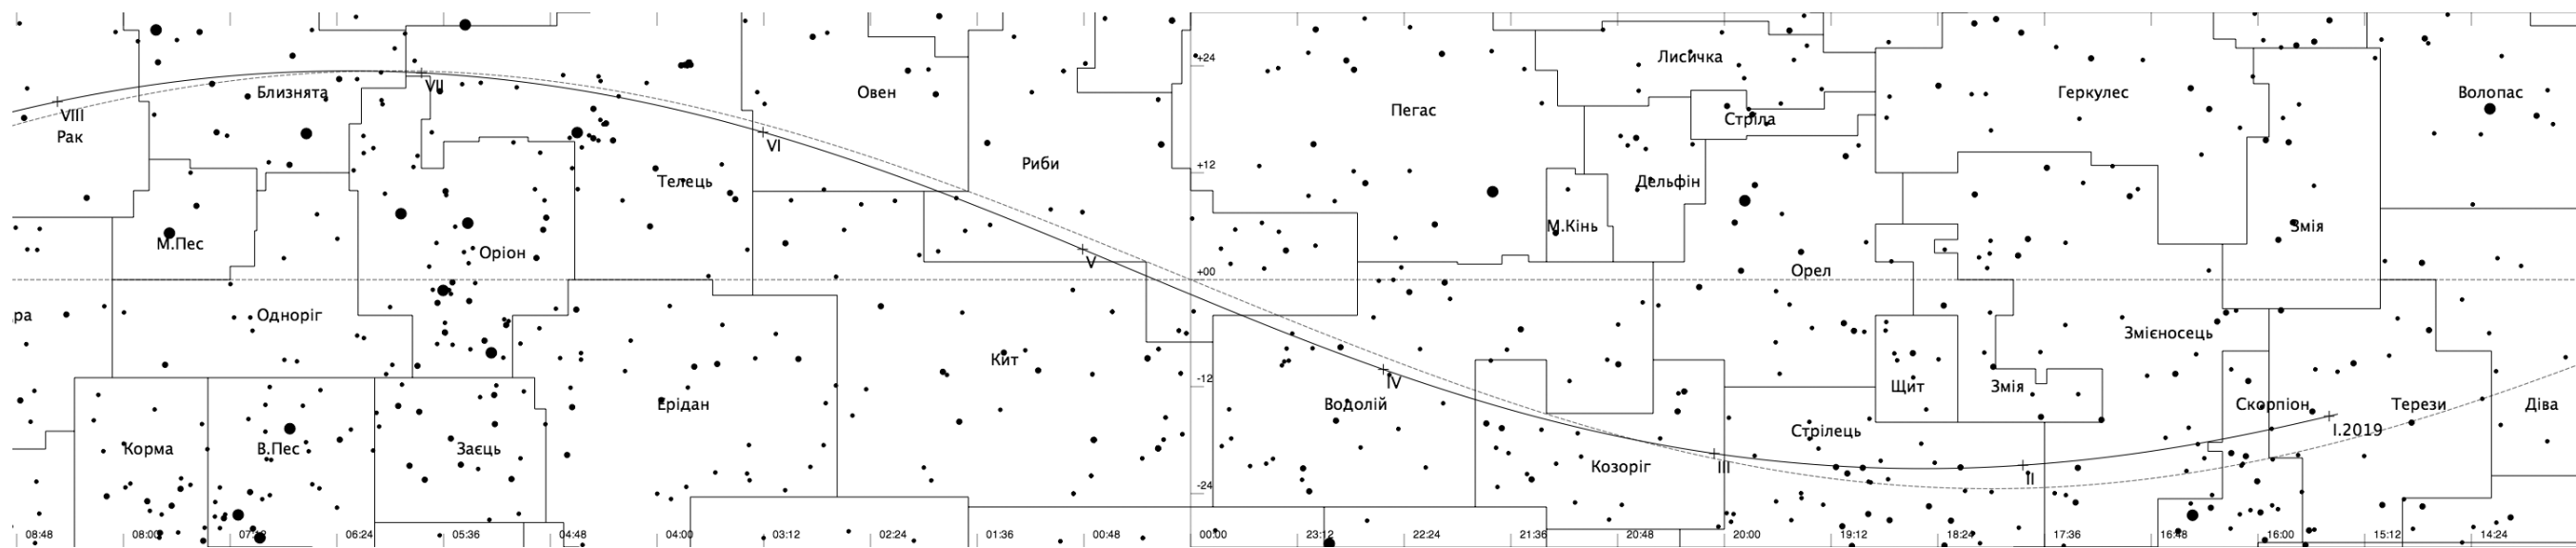 Лисичка
+24
VII
Близнята
Овен
Геркулес
Волопас
VIII
Пегас
Стріла
Рак
VI
Риби
+12
Телець
Дельфін
М.Кінь
Змія
М.Пес
Оріон
V
+00
Орел
ра
Одноріг
Змієносець
Кит
-12
IV
Щит
Змія
Ерідан
Водолій
Скорпіон
Терези
Діва
Стрілець
I.2019
Корма
В.Пес
Заєць
Козоріг
III
II
-24
08:48 08:00 06:24 05:36 04:48 04:00 03:12 02:24 01:36 00:48 00:00 23:12 22:24 21:36 20:48 20:00 19:12 18:24 17:36 16:48 16:00 15:12 14:24